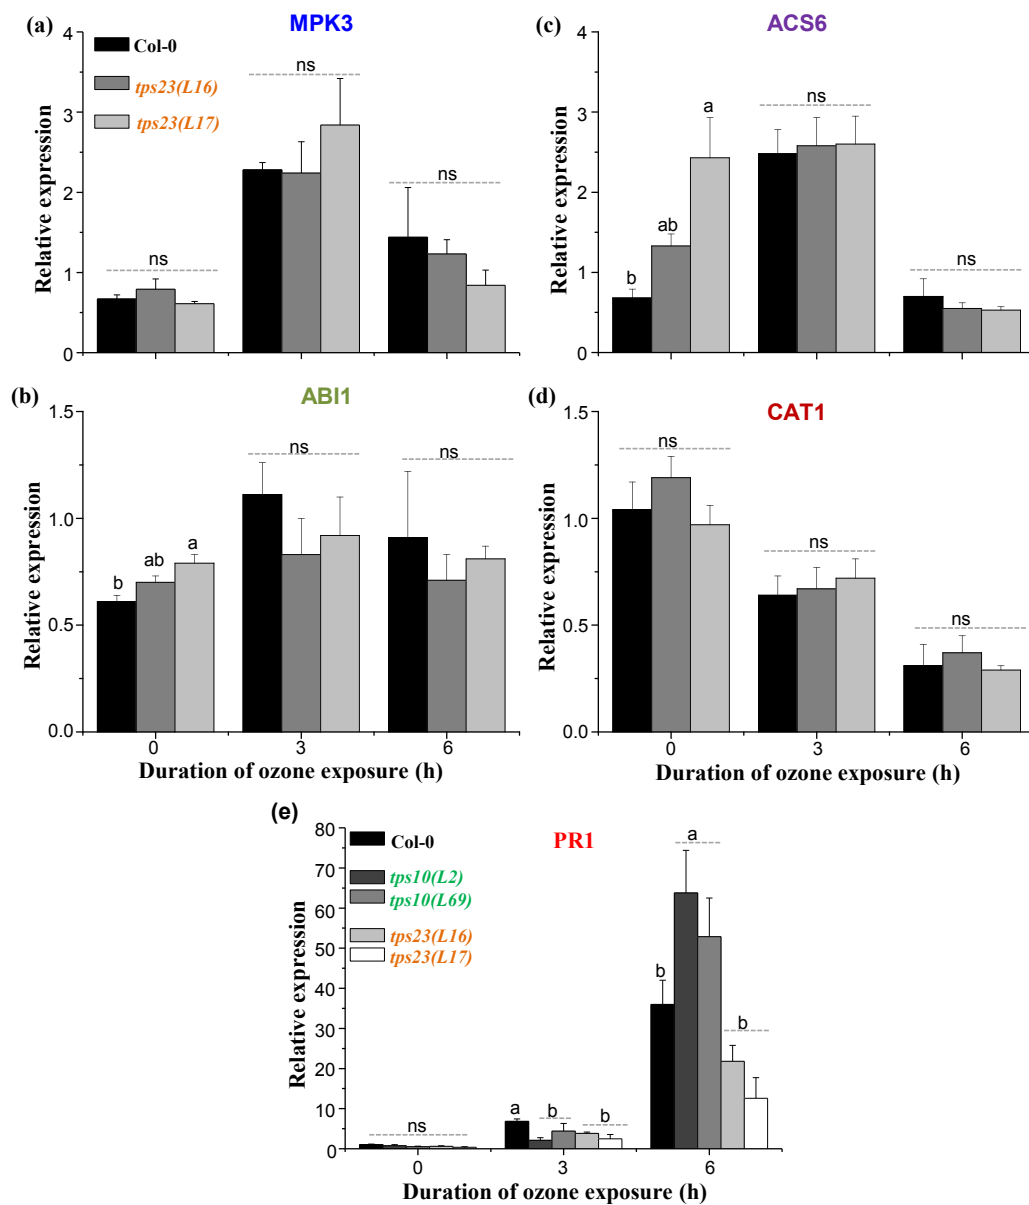 (a)
MPK3
4
3
2
1
0
Relative expression
Col-0
tps23(L16)
tps23(L17)
ns
ns
ns
(c)
ACS6
4
3
2
1
0
Relative expression
b
ab
a
ns
ns
(b)
ABI1
1.5
1.0
0.5
0.0
Relative expression
b
ab
a
ns
ns
0
3
6
Duration of ozone exposure (h)
(d)
CAT1
1.5
1.0
0.5
0.0
Relative expression
ns
ns
ns
0
3
6
Duration of ozone exposure (h)
(e)
PR1
80
70
60
50
40
30
20
10
0
Relative expression
Col-0
tps10(L2)
tps10(L69)
tps23(L16)
tps23(L17)
ns
a
b
b
b
a
b
0
3
6
Duration of ozone exposure (h)